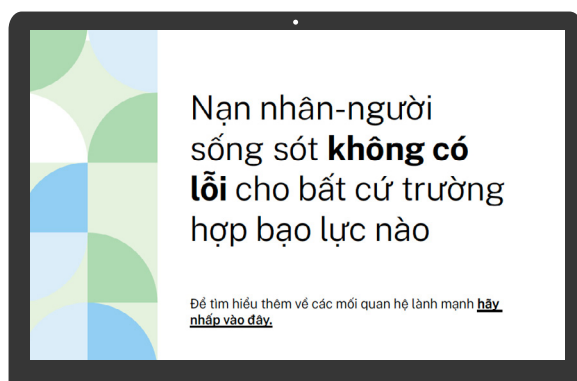 Nạn nhân-người
sống sót không có
lỗi cho bất cứ trường
hợp bạo lực nào
Để tìm hiểu thêm về các mối quan hệ lành mạnh hãy
nhấp vào đây.